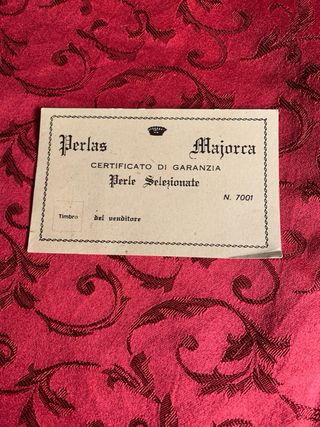 Perlas Majorca
CERTIFICATO DI GARANZIA
Perle Selezionate
N. 7001
Timbro del venditore